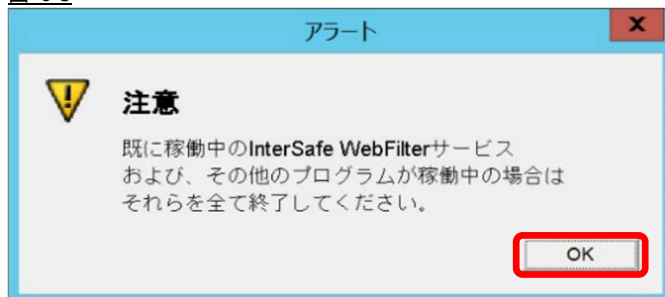 アラート
注意
既に稼働中のInterSafe WebFilterサービス
および、その他のプログラムが稼働中の場合は
それらを全て終了してください。
OK